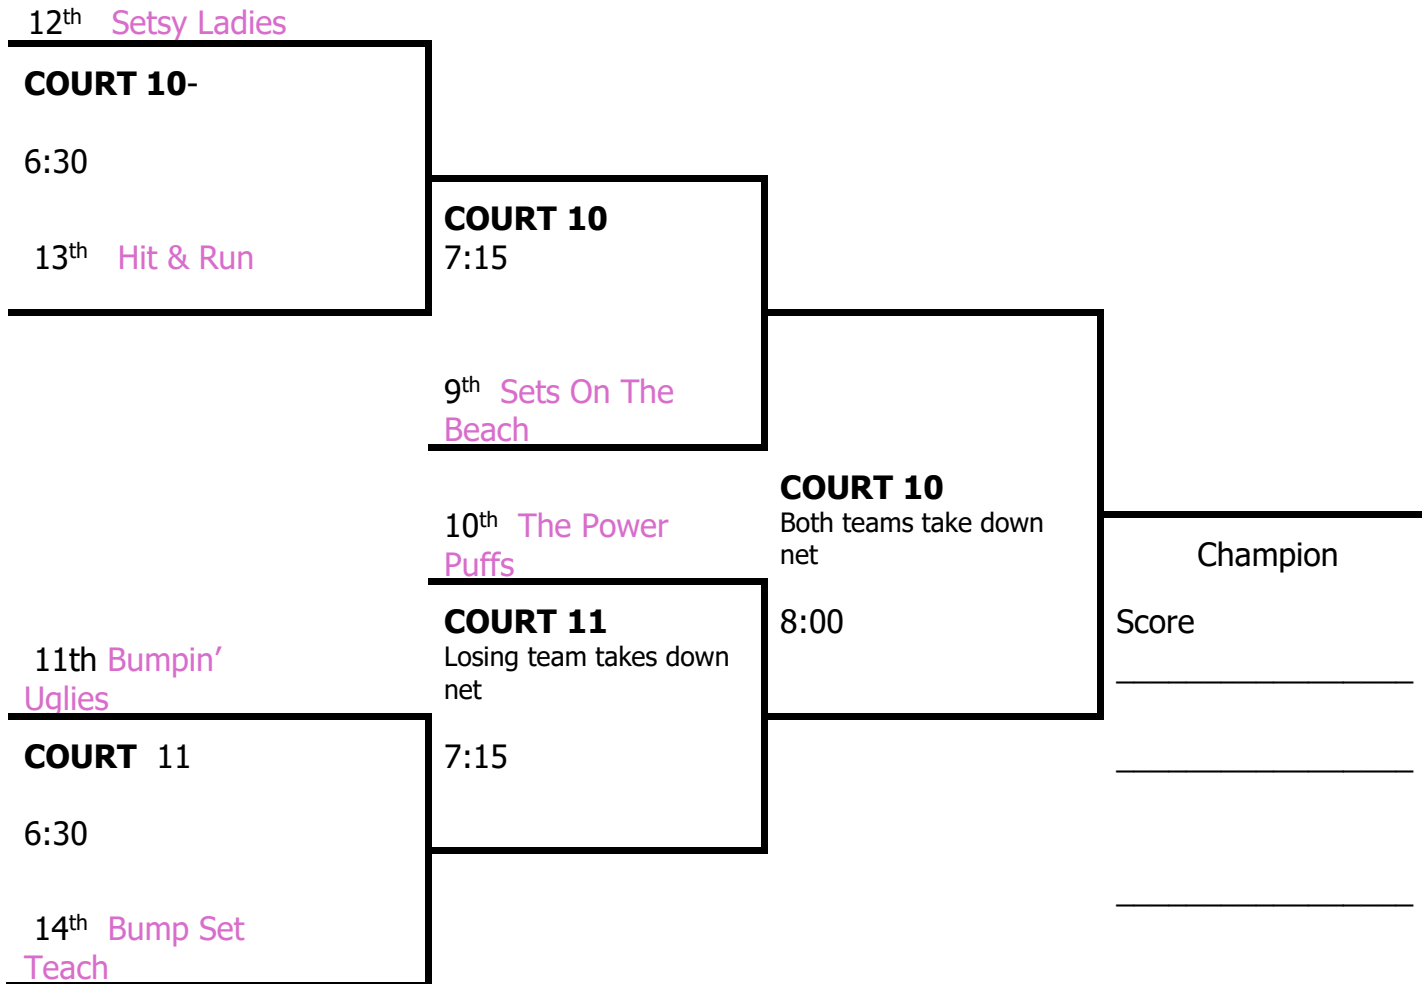 12th Setsy Ladies
COURT 10-
6:30
13th Hit & Run
COURT 10
7:15
9th Sets On The
Beach
10th The Power
Puffs
COURT 11
Losing team takes down
net
7:15
11th Bumpin’
Uglies
COURT 11
6:30
14th Bump Set
Teach
COURT 10
Both teams take down
net
8:00
Champion
Score